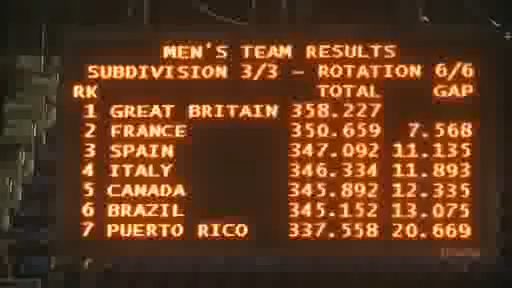 MEN'S TEAM RESULTS
SUBDIVISION 3/3 - ROTATION 6/6
RK TOTAL GAP
1 GREAT BRITAIN 358.227
2 FRANCE 350.659 7.568
3 SPAIN 347.092 11.135
4 ITALY 346.334 11.893
5 CANADA 345.892 12.335
6 BRAZIL 345.152 13.075
7 PUERTO RICO 337.558 20.669